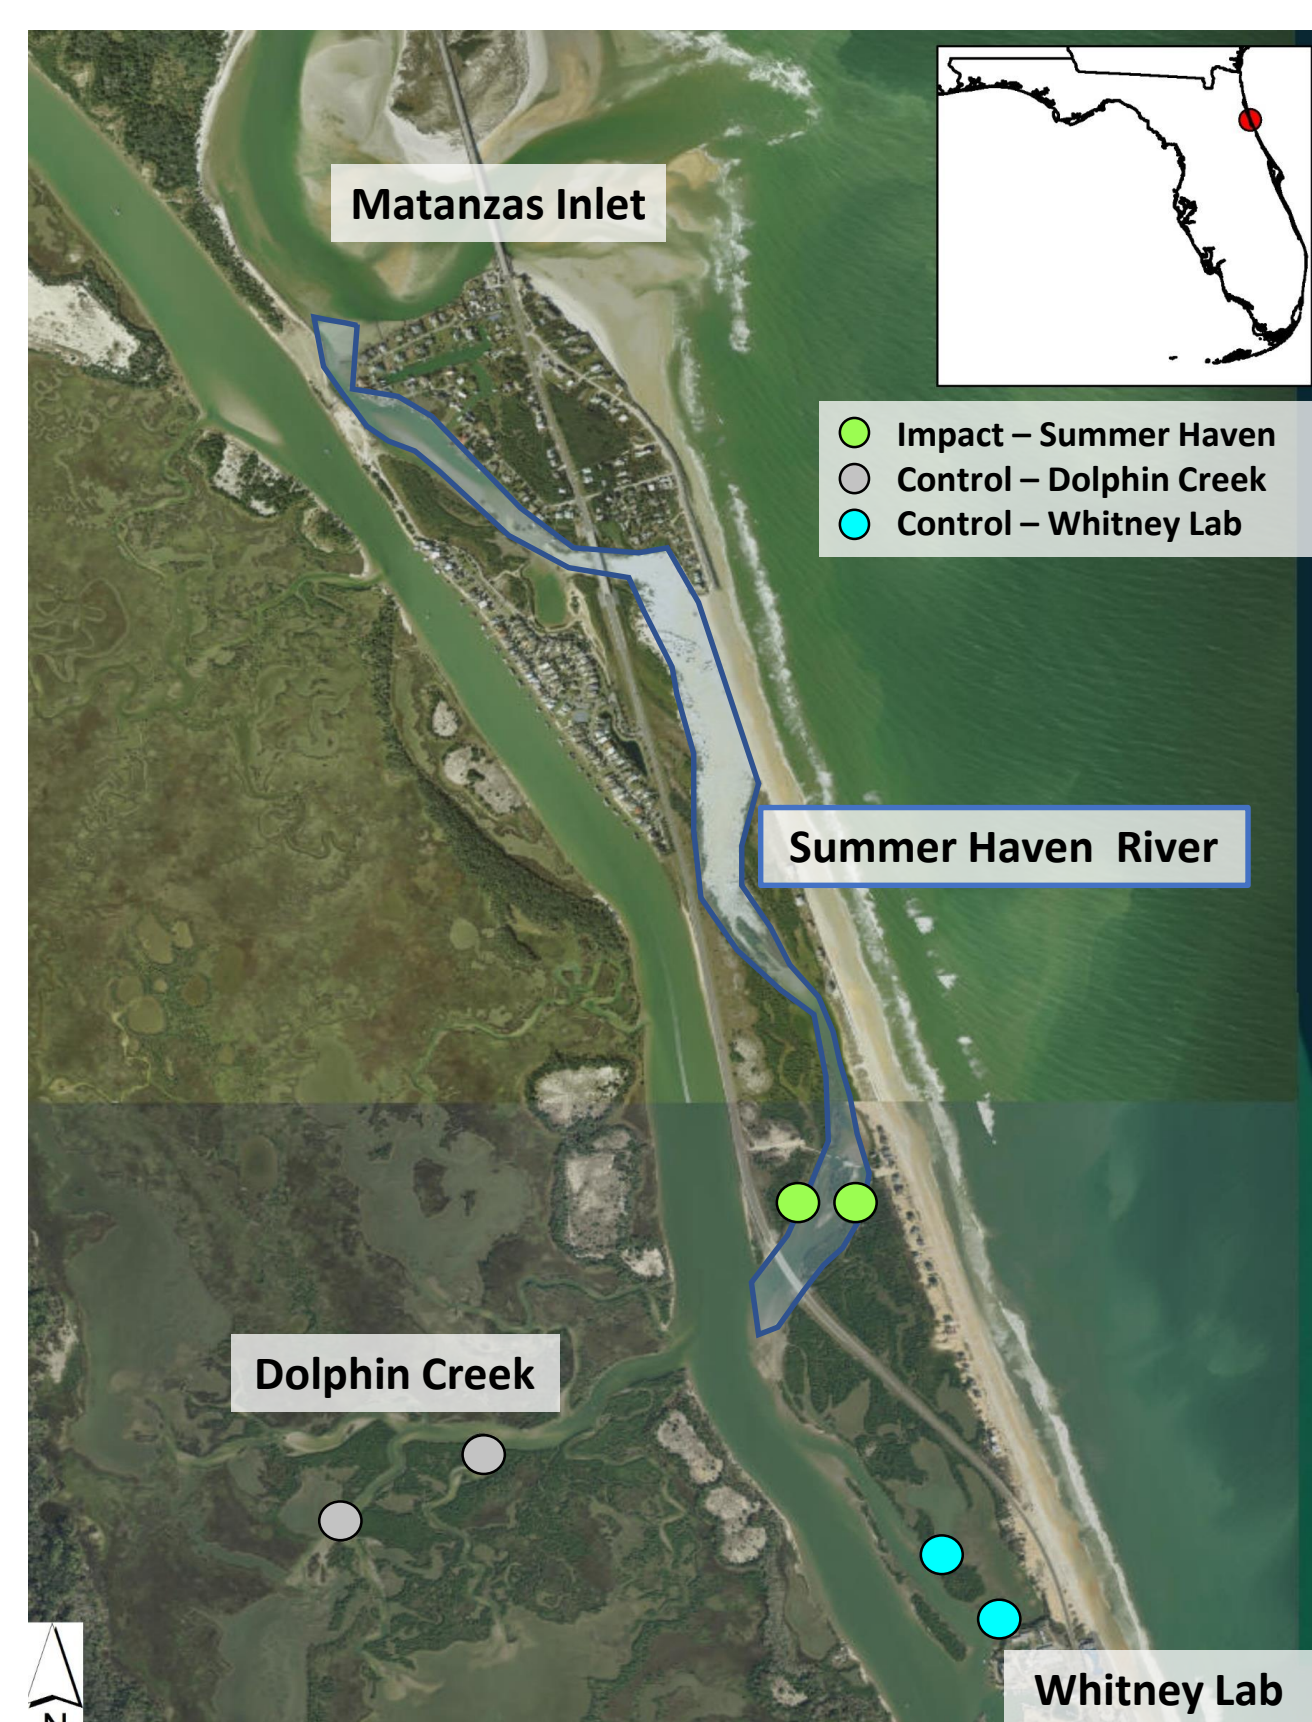 Matanzas Inlet
Impact – Summer Haven
Control – Dolphin Creek
Control – Whitney Lab
Summer Haven River
Dolphin Creek
Whitney Lab
N